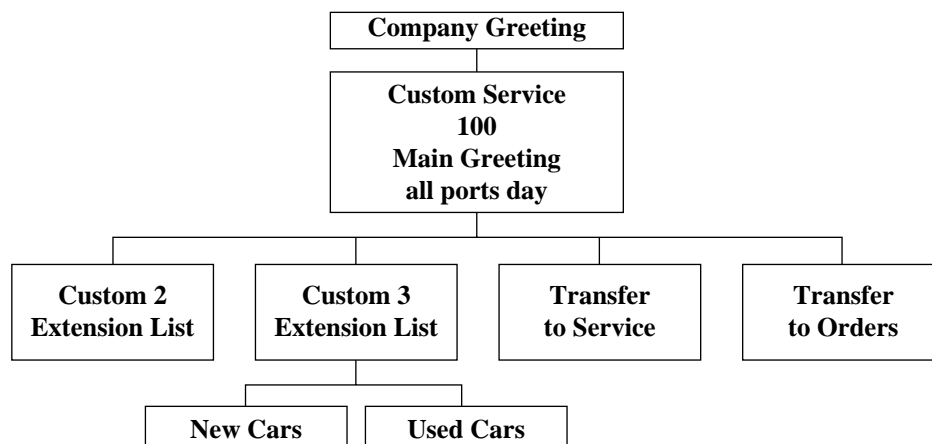 Company Greeting
Custom Service
100
Main Greeting
all ports day
Custom 2
Extension List
Custom 3
Extension List
Transfer
to Service
Transfer
to Orders
New Cars
Used Cars